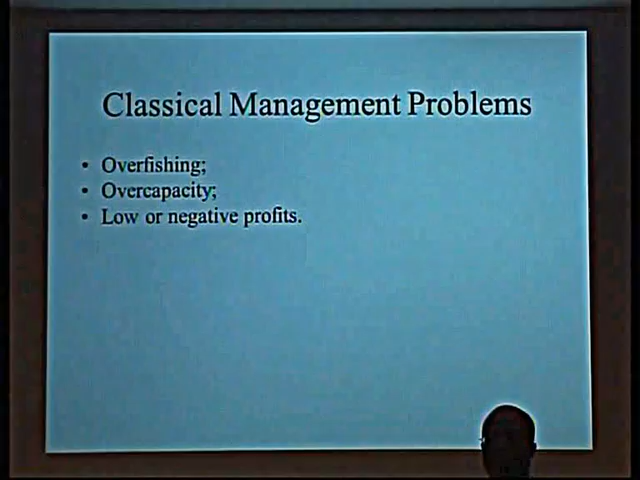 Classical Management Problems
• Overfishing;
• Overcapacity;
• Low or negative profits.